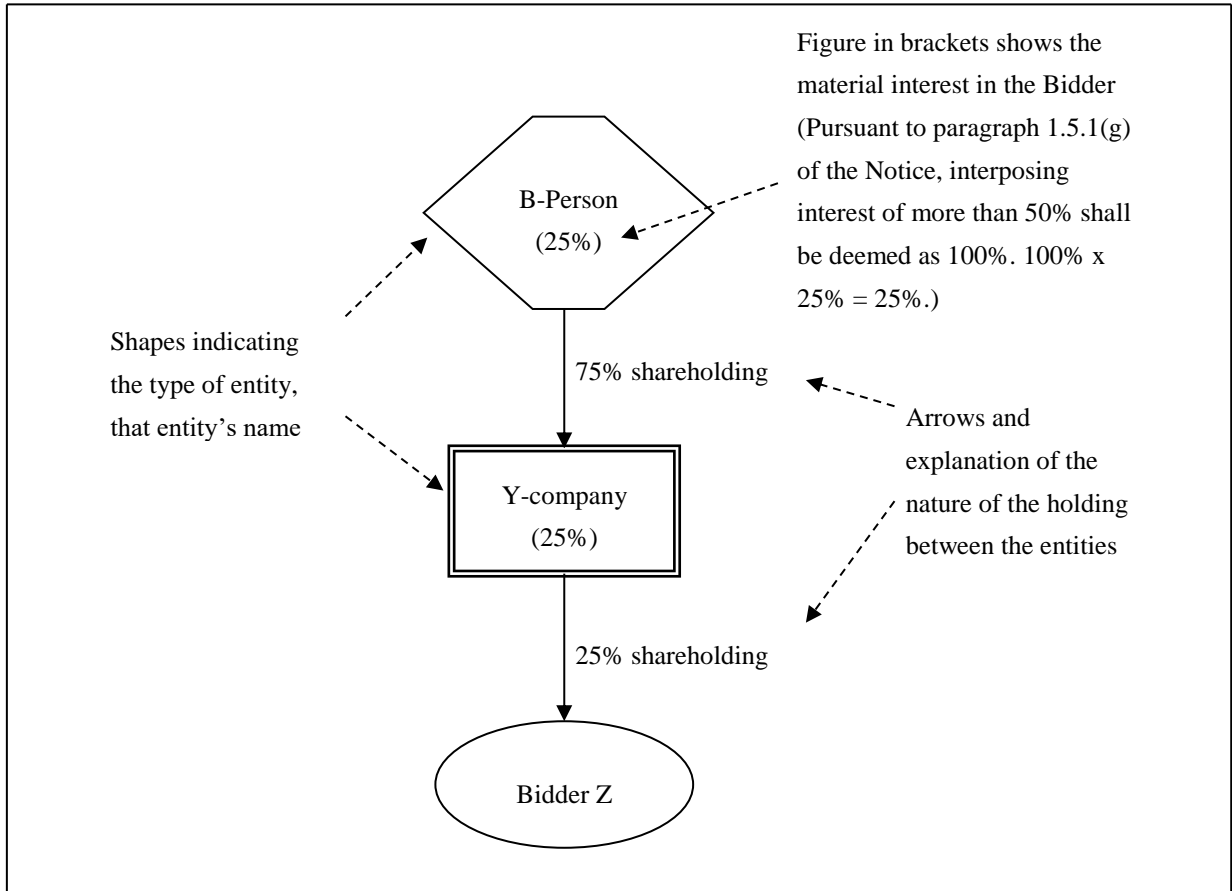 Figure in brackets shows the
material interest in the Bidder
(Pursuant to paragraph 1.5.1(g)
of the Notice, interposing
interest of more than 50% shall
be deemed as 100%. 100% x
25% = 25%.)
B-Person
(25%)
Shapes indicating
the type of entity,
that entity’s name
75% shareholding
Arrows and
explanation of the
nature of the holding
between the entities
Y-company
(25%)
25% shareholding
Bidder Z